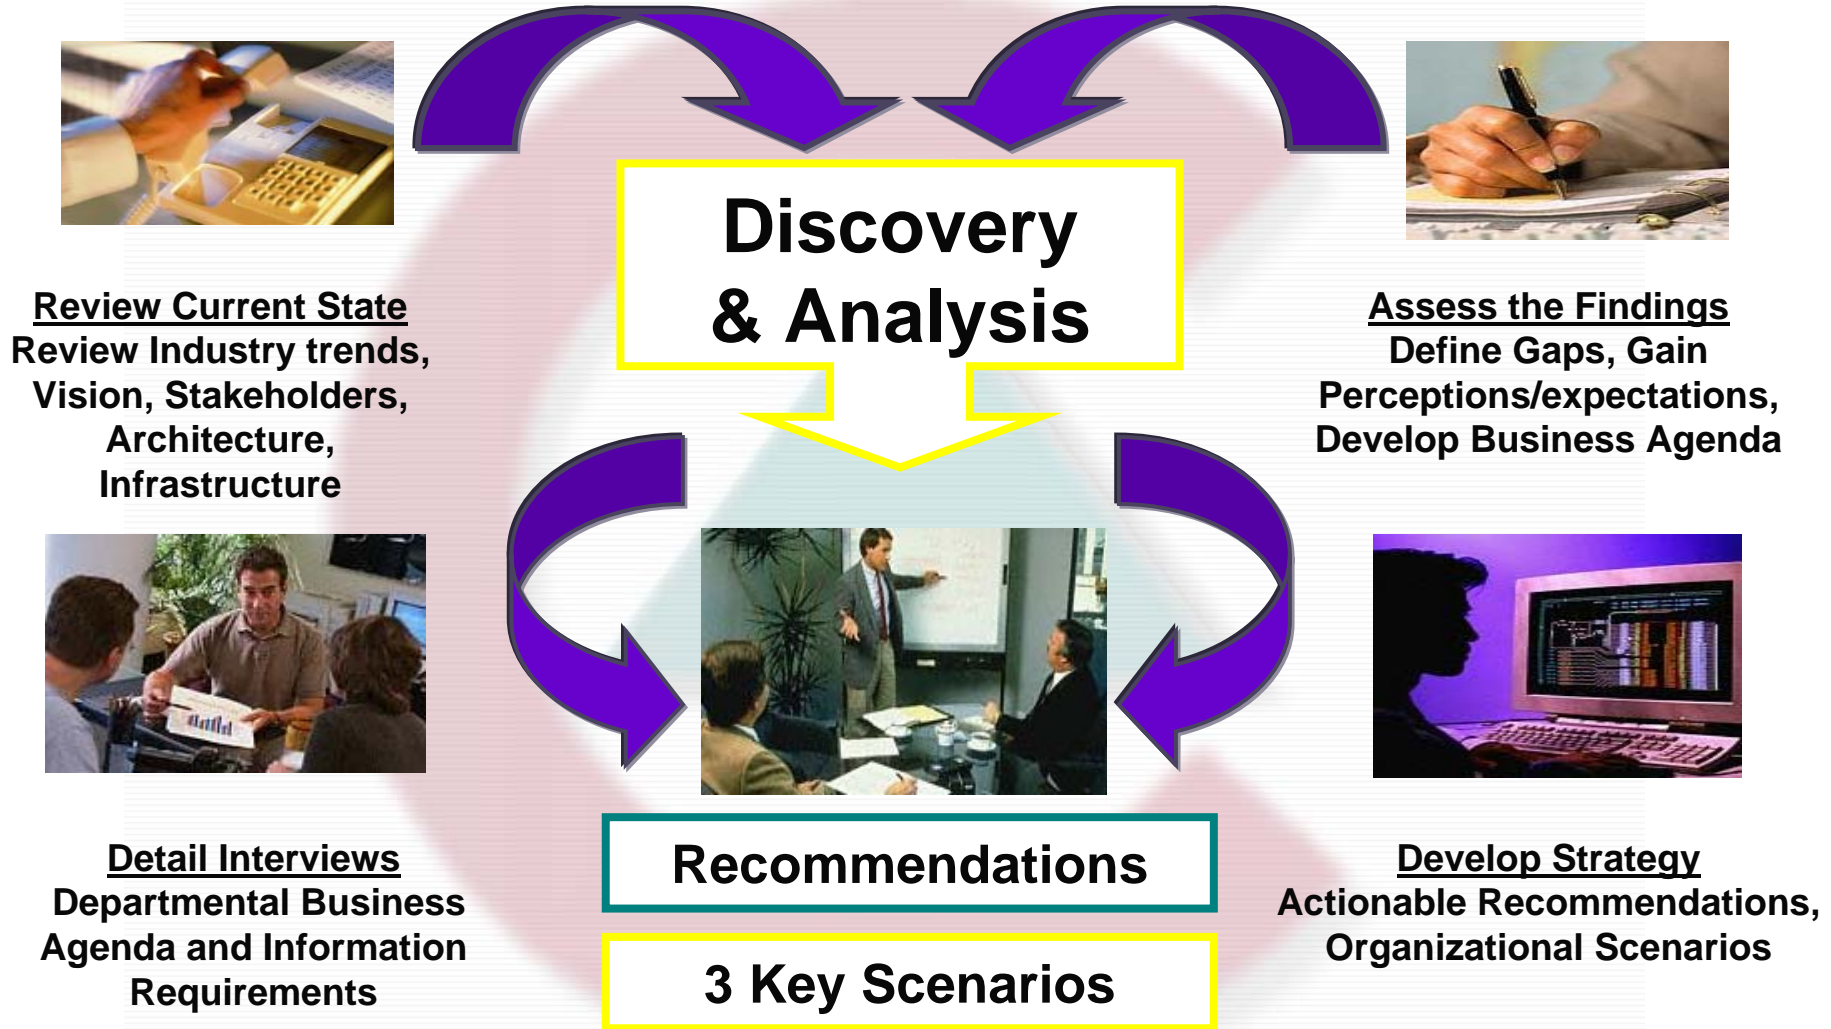 Discovery
& Analysis
Review Current State
Review Industry trends,
Vision, Stakeholders,
Architecture,
Infrastructure
Assess the Findings
Define Gaps, Gain
Perceptions/expectations,
Develop Business Agenda
Detail Interviews
Departmental Business
Agenda and Information
Requirements
Recommendations
3 Key Scenarios
Develop Strategy
Actionable Recommendations,
Organizational Scenarios